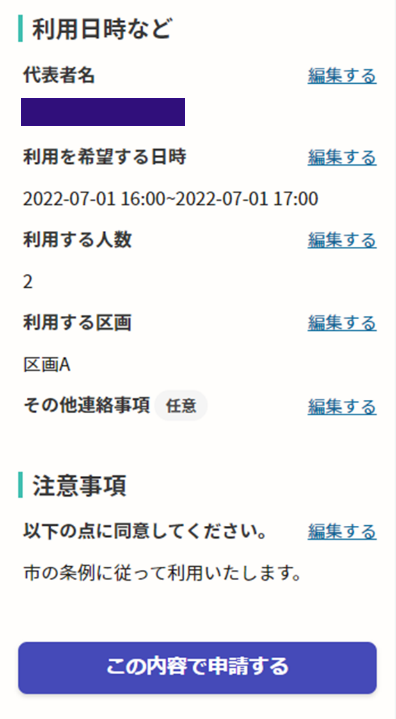 利用日時など
代表者名 編集する
利用を希望する日時 編集する
2022-07-01 16:00~2022-07-01 17:00
利用する人数 編集する
2
利用する区画 編集する
区画A
その他連絡事項 任意 編集する
注意事項
以下の点に同意してください。 編集する
市の条例に従って利用いたします。
この内容で申請する